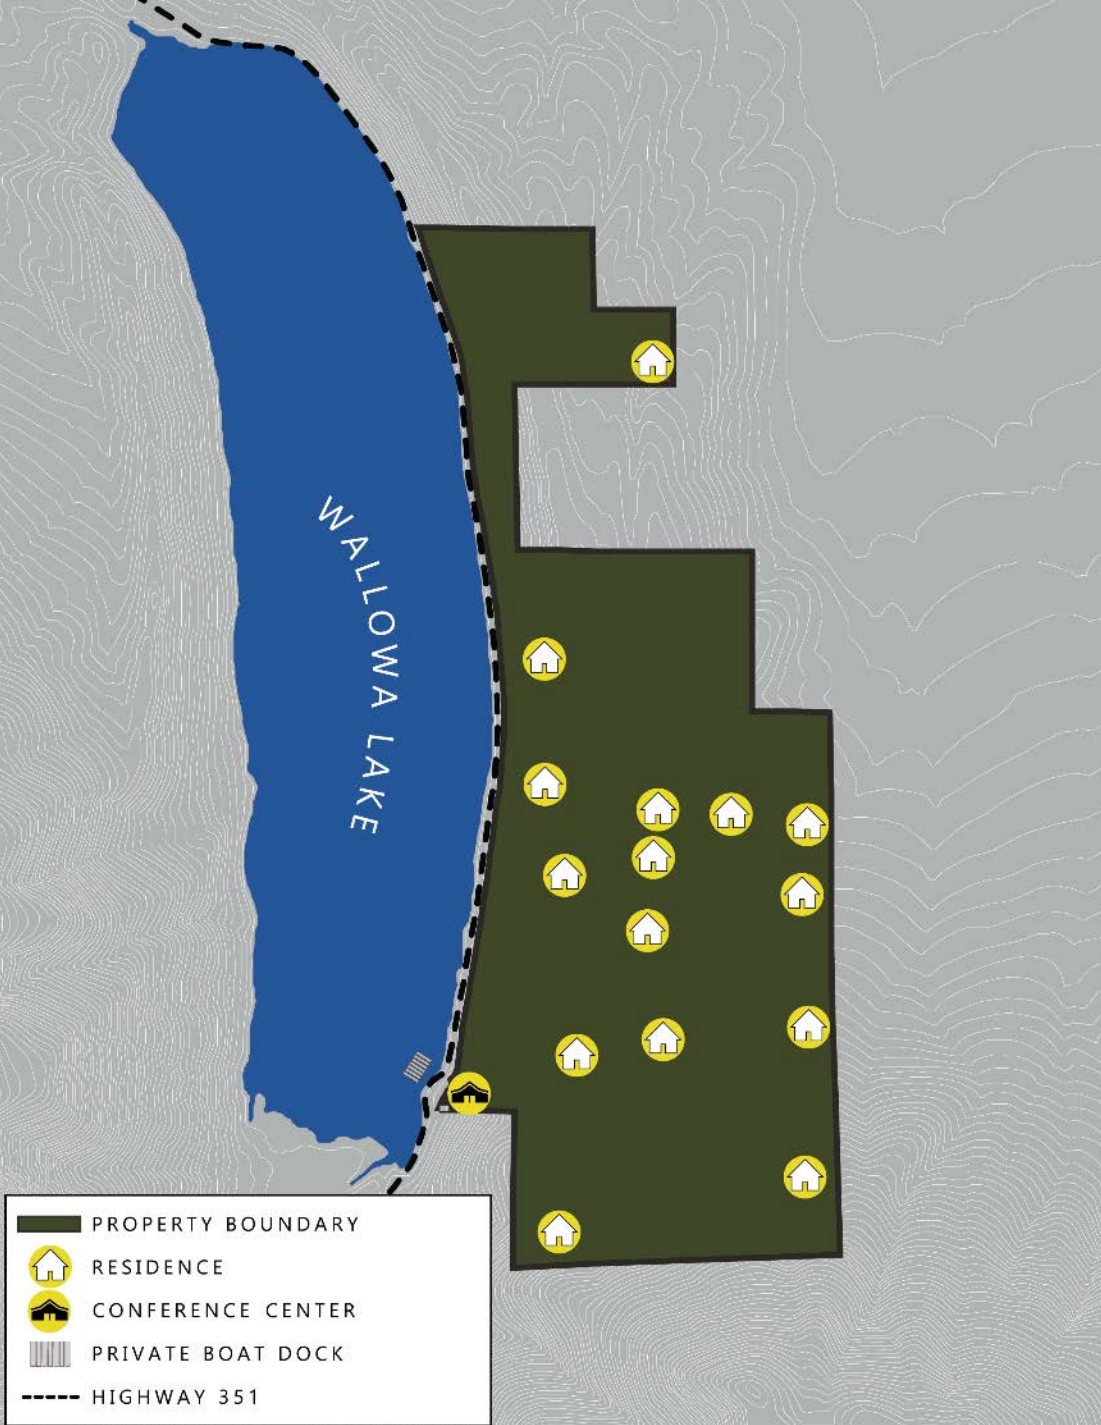 WALLOWA LAKE
PROPERTY BOUNDARY
RESIDENCE
CONFERENCE CENTER
PRIVATE BOAT DOCK
HIGHWAY 351